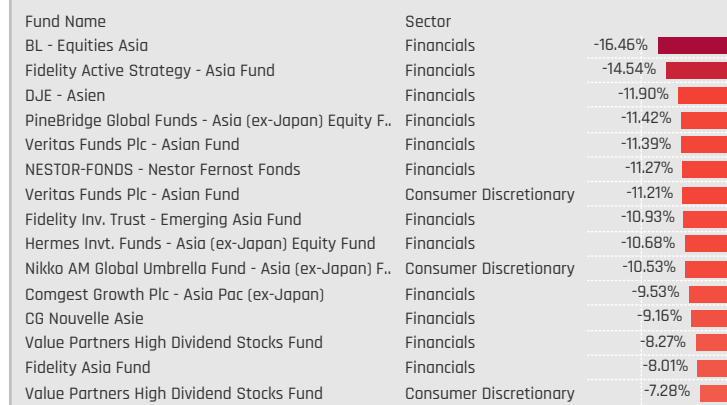 Fund Name Sector
BL - Equities Asia Financials -16.46%
Fidelity Active Strategy - Asia Fund Financials -14.54%
DJE - Asien Financials -11.90%
PineBridge Global Funds - Asia (ex-Japan) Equity F.. Financials -11.42%
Veritas Funds Plc - Asian Fund Financials -11.39%
NESTOR-FONDS - Nestor Fernost Fonds Financials -11.27%
Veritas Funds Plc - Asian Fund Consumer Discretionary -11.21%
Fidelity Inv. Trust - Emerging Asia Fund Financials -10.93%
Hermes Invt. Funds - Asia (ex-Japan) Equity Fund Financials -10.68%
Nikko AM Global Umbrella Fund - Asia (ex-Japan) F.. Consumer Discretionary -10.53%
Comgest Growth Plc - Asia Pac (ex-Japan) Financials -9.53%
CG Nouvelle Asie Financials -9.16%
Value Partners High Dividend Stocks Fund Financials -8.27%
Fidelity Asia Fund Financials -8.01%
Value Partners High Dividend Stocks Fund Consumer Discretionary -7.28%